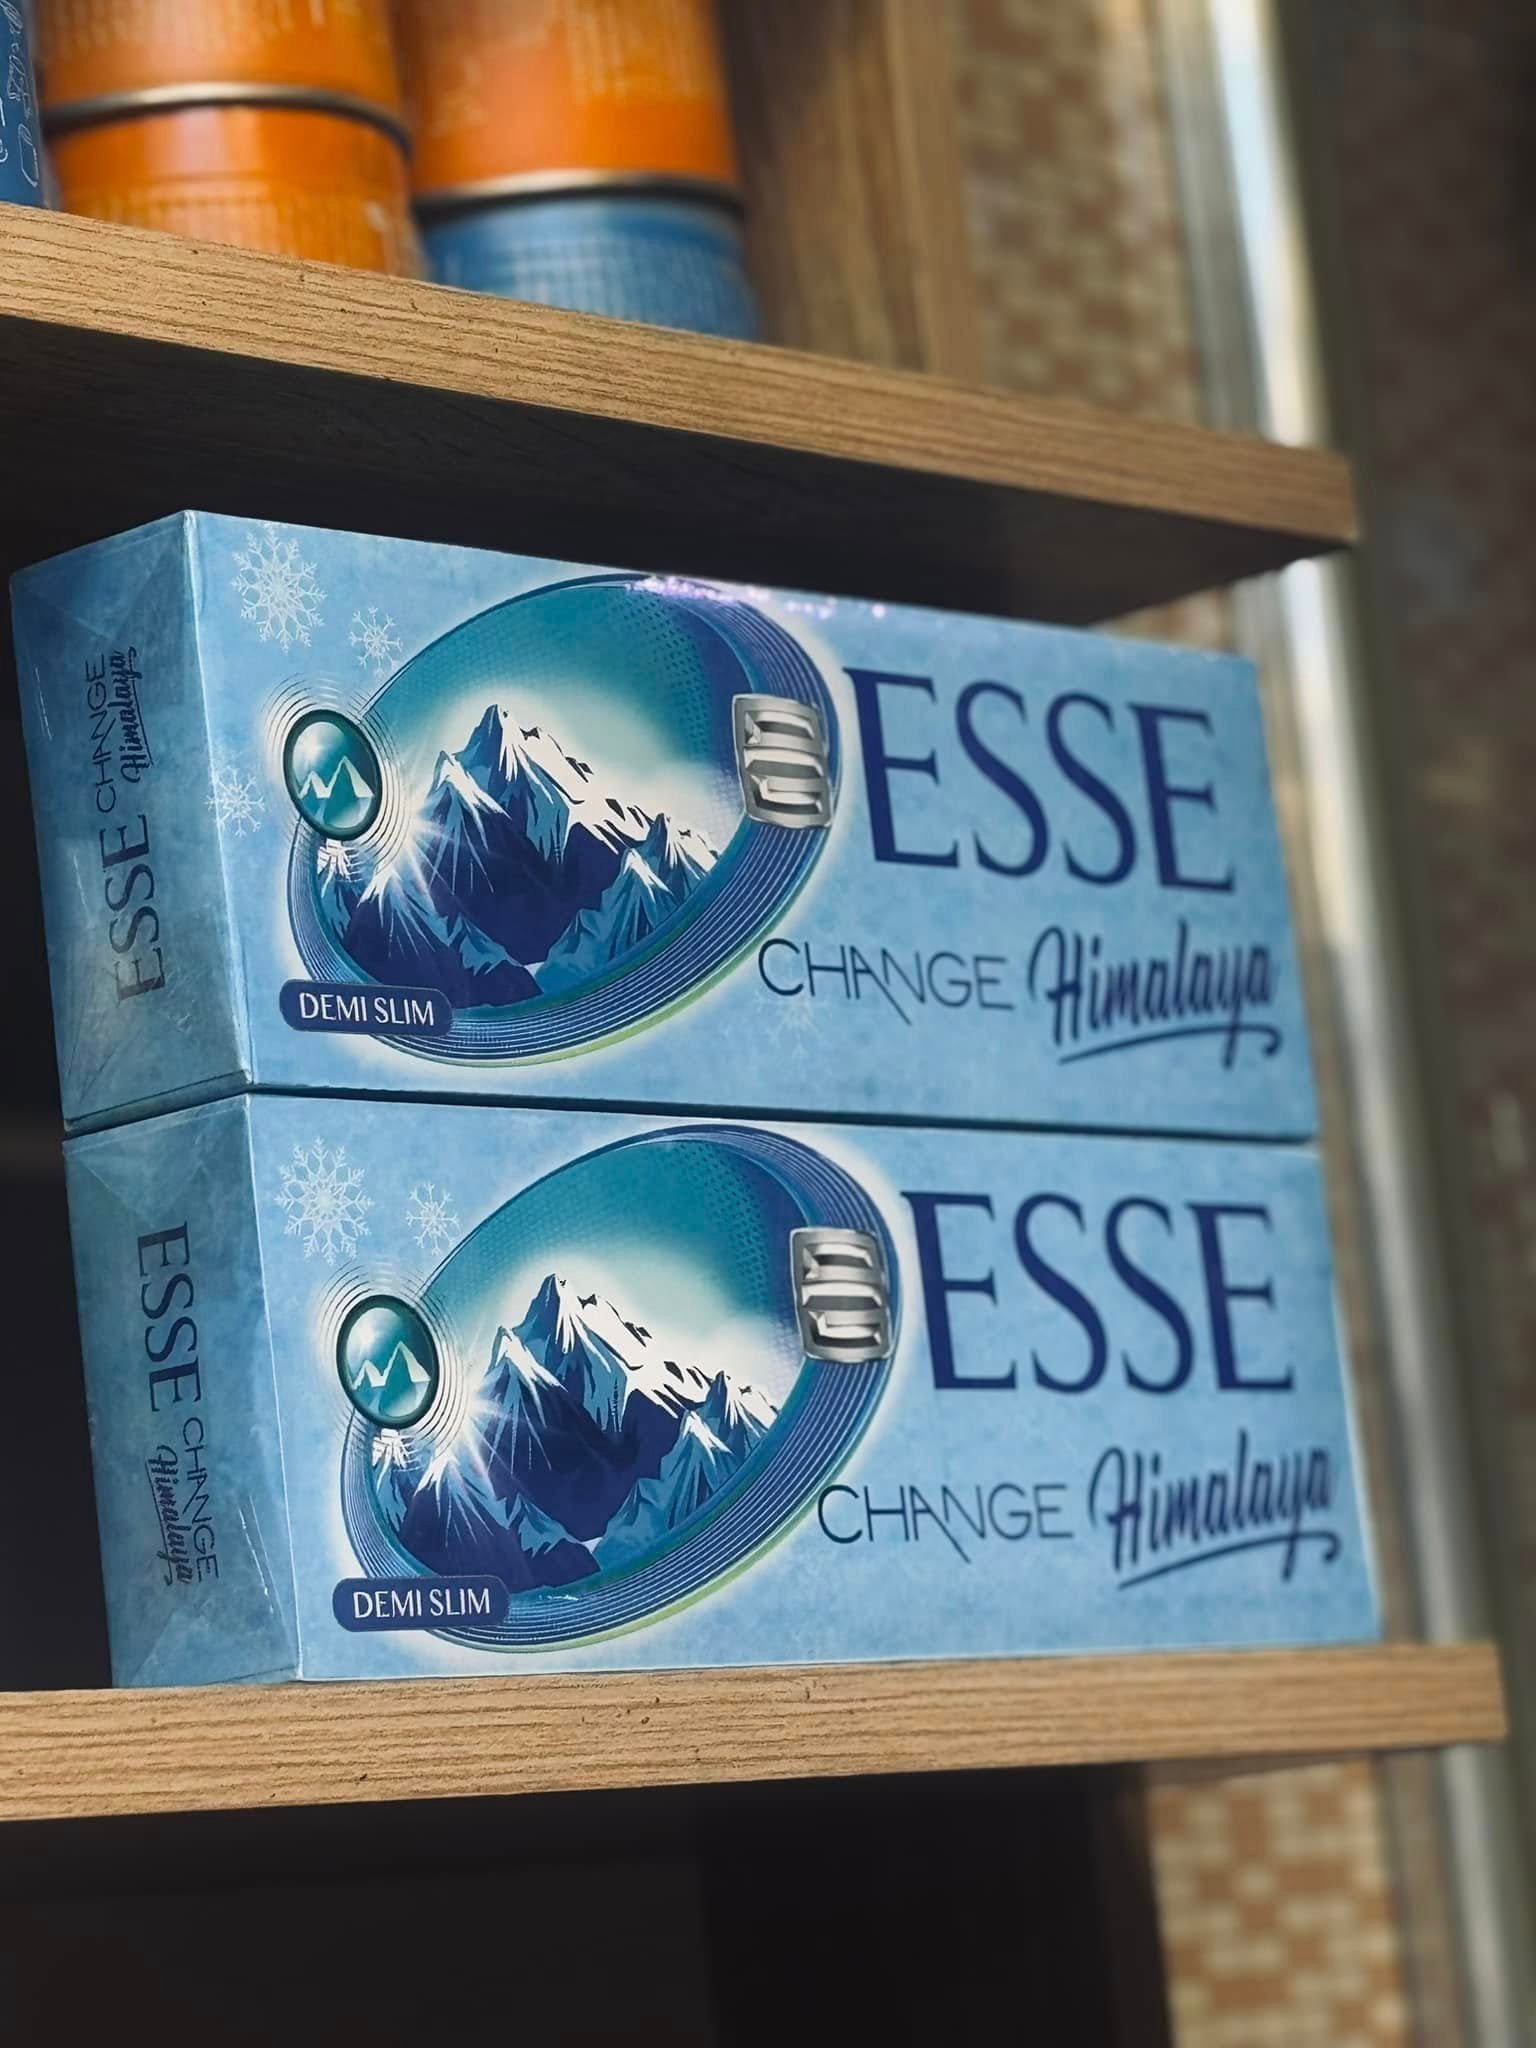 ESSE CHANGE
Himalaya
ESSE
CHANGE Himalaya
DEMI SLIM
ESSE CHANGE
Himalaya
ESSE
CHANGE Himalaya
DEMI SLIM